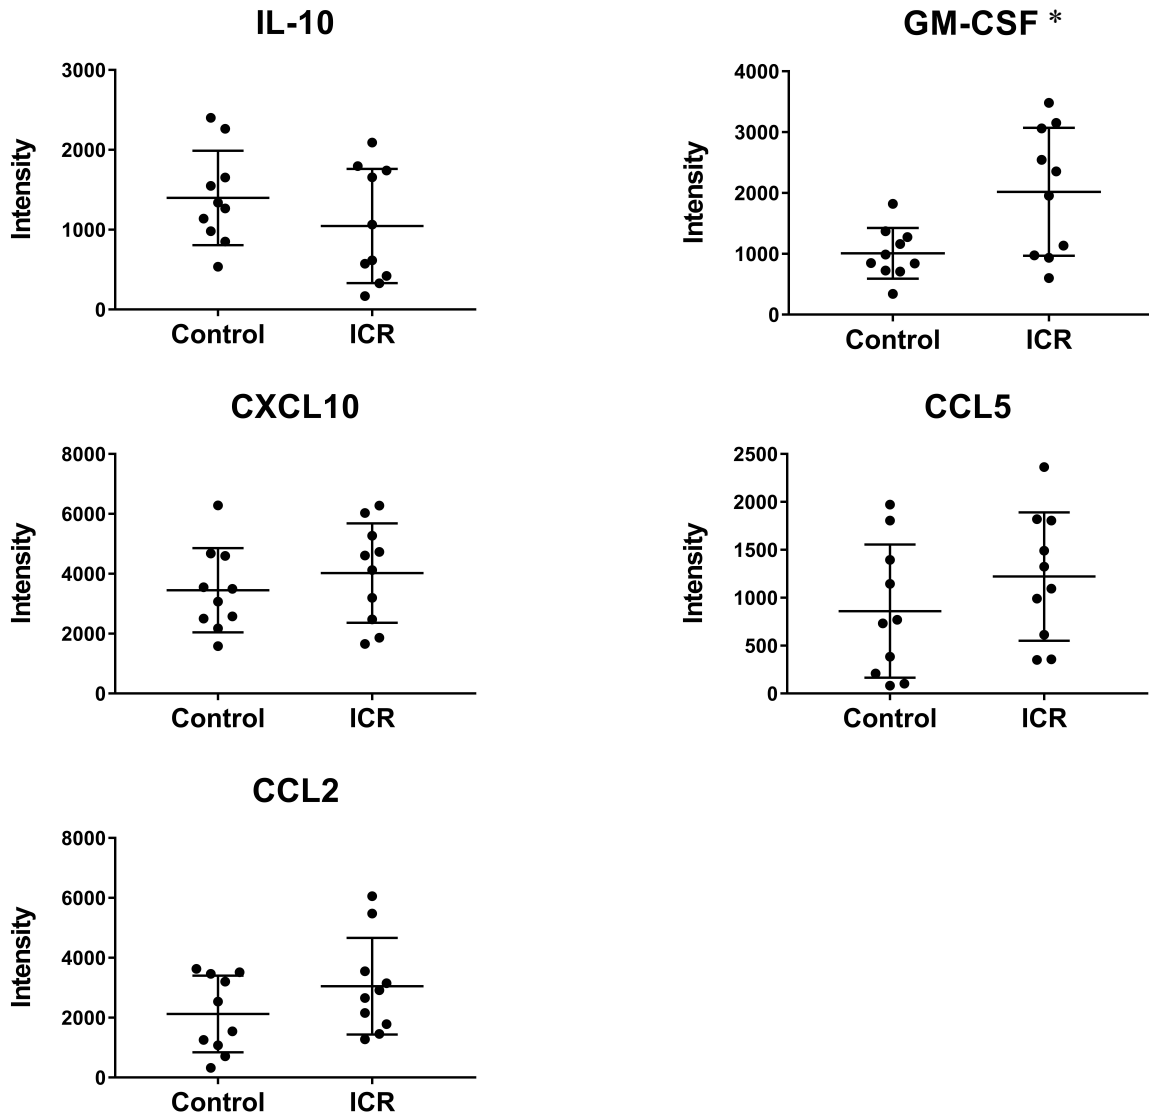 IL-10
Intensity
3000
2000
1000
0
Control ICR
GM-CSF *
Intensity
4000
3000
2000
1000
0
Control ICR
CXCL10
Intensity
8000
6000
4000
2000
0
Control ICR
CCL5
Intensity
2500
2000
1500
1000
500
0
Control ICR
CCL2
Intensity
8000
6000
4000
2000
0
Control ICR